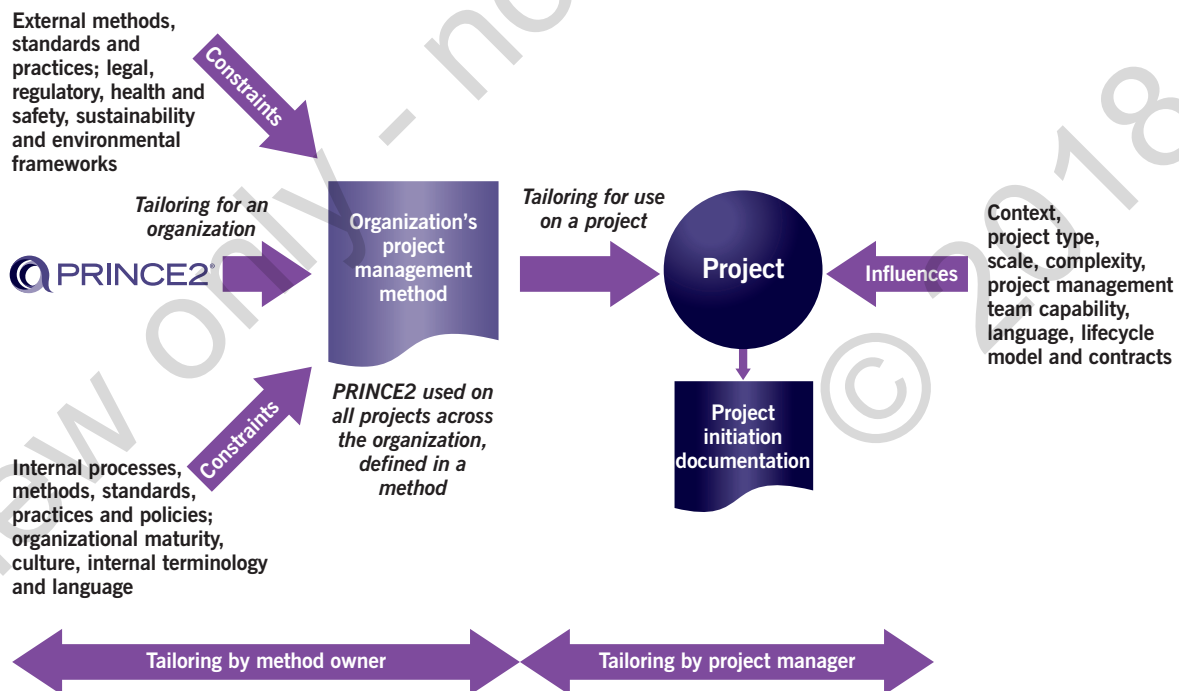 External methods,
standards and
practices; legal,
regulatory, health and
safety, sustainability
and environmental
frameworks
Constraints
Tailoring for an
organization
PRINCE2®
Organization's
project
management
method
Tailoring for use
on a project
Project
Influences
Context,
project type,
scale, complexity,
project management
team capability,
language, lifecycle
model and contracts
PRINCE2 used on
all projects across
the organization,
defined in a
method
Project
initiation
documentation
Constraints
Internal processes,
methods, standards,
practices and policies;
organizational maturity,
culture, internal terminology
and language
Tailoring by method owner
Tailoring by project manager
ew only - no
© 2018